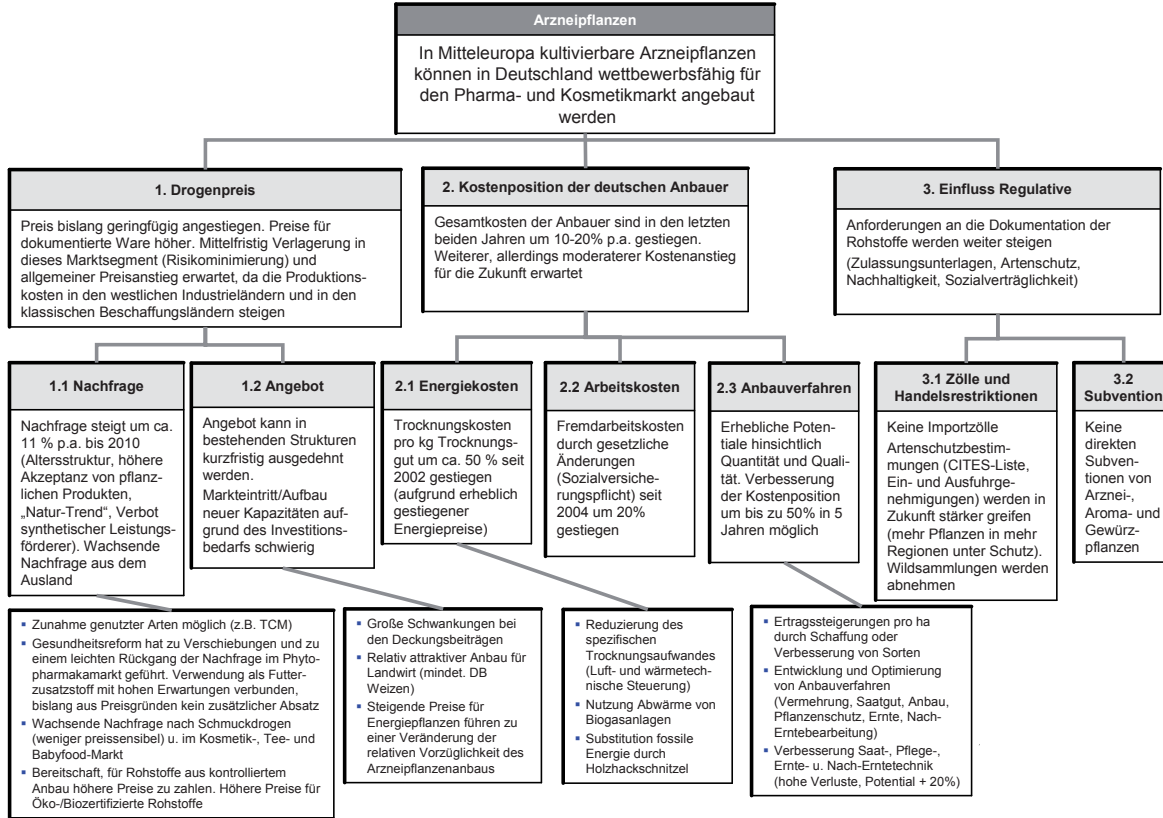 Arzneipflanzen
In Mitteleuropa kultivierbare Arzneipflanzen
können in Deutschland wettbewerbsfähig für
den Pharma- und Kosmetikmarkt angebaut
werden
1. Drogenpreis
Preis bislang geringfügig angestiegen. Preise für
dokumentierte Ware höher. Mittelfristig Verlagerung in
dieses Marktsegment (Risikominimierung) und
allgemeiner Preisanstieg erwartet, da die Produktions-
kosten in den westlichen Industrieländern und in den
klassischen Beschaffungsländern steigen
2. Kostenposition der deutschen Anbauer
Gesamtkosten der Anbauer sind in den letzten
beiden Jahren um 10-20% p.a. gestiegen.
Weiterer, allerdings moderaterer Kostenanstieg
für die Zukunft erwartet
3. Einfluss Regulative
Anforderungen an die Dokumentation der
Rohstoffe werden weiter steigen
(Zulassungsunterlagen, Artenschutz,
Nachhaltigkeit, Sozialverträglichkeit)
1.1 Nachfrage
Nachfrage steigt um ca.
11 % p.a. bis 2010
(Altersstruktur, höhere
Akzeptanz von pflanz-
lichen Produkten,
„Natur-Trend", Verbot
synthetischer Leistungs-
förderer). Wachsende
Nachfrage aus dem
Ausland
1.2 Angebot
Angebot kann in
bestehenden Strukturen
kurzfristig ausgedehnt
werden.
Markteintritt/Aufbau
neuer Kapazitäten auf-
grund des Investitions-
bedarfs schwierig
2.1 Energiekosten
Trocknungskosten
pro kg Trocknungs-
gut um ca. 50 % seit
2002 gestiegen
(aufgrund erheblich
gestiegener
Energiepreise)
2.2 Arbeitskosten
Fremdarbeitskosten
durch gesetzliche
Änderungen
(Sozialversiche-
rungspflicht) seit
2004 um 20%
gestiegen
2.3 Anbauverfahren
Erhebliche Poten-
tiale hinsichtlich
Quantität und Quali-
tät. Verbesserung
der Kostenposition
um bis zu 50% in 5
Jahren möglich
3.1 Zölle und
Handelsrestriktionen
Keine Importzölle
Artenschutzbestim-
mungen (CITES-Liste,
Ein- und Ausfuhrge-
nehmigungen) werden in
Zukunft stärker greifen
(mehr Pflanzen in mehr
Regionen unter Schutz).
Wildsammlungen werden
abnehmen
3.2
Subvention
Keine
direkten
Subven-
tionen von
Arznei-,
Aroma- und
Gewürz-
pflanzen
▪ Zunahme genutzter Arten möglich (z.B. TCM)
▪ Gesundheitsreform hat zu Verschiebungen und zu
einem leichten Rückgang der Nachfrage im Phyto-
pharmakamarkt geführt. Verwendung als Futter-
zusatzstoff mit hohen Erwartungen verbunden,
bislang aus Preisgründen kein zusätzlicher Absatz
▪ Wachsende Nachfrage nach Schmuckdrogen
(weniger preissensibel) u. im Kosmetik-, Tee- und
Babyfood-Markt
▪ Bereitschaft, für Rohstoffe aus kontrolliertem
Anbau höhere Preise zu zahlen. Höhere Preise für
Öko-/Biozertifizierte Rohstoffe
▪ Große Schwankungen bei
den Deckungsbeiträgen
▪ Relativ attraktiver Anbau für
Landwirt (mindet. DB
Weizen)
▪ Steigende Preise für
Energiepflanzen führen zu
einer Veränderung der
relativen Vorzüglichkeit des
Arzneipflanzenanbaus
▪ Reduzierung des
spezifischen
Trocknungsaufwandes
(Luft- und wärmetech-
nische Steuerung)
▪ Nutzung Abwärme von
Biogasanlagen
▪ Substitution fossile
Energie durch
Holzhackschnitzel
▪ Ertragssteigerungen pro ha
durch Schaffung oder
Verbesserung von Sorten
▪ Entwicklung und Optimierung
von Anbauverfahren
(Vermehrung, Saatgut, Anbau,
Pflanzenschutz, Ernte, Nach-
Erntebearbeitung)
▪ Verbesserung Saat-, Pflege-,
Ernte- u. Nach-Erntetechnik
(hohe Verluste, Potential + 20%)